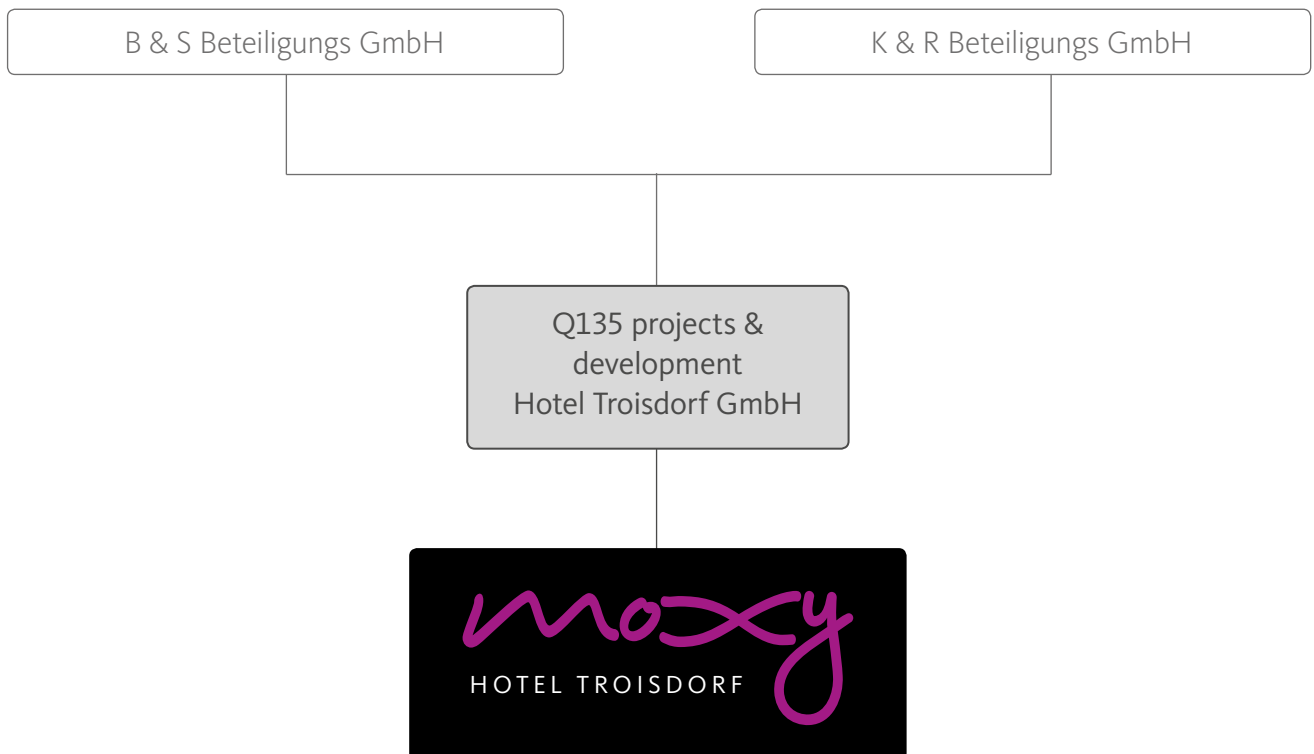 B & S Beteiligungs GmbH
K & R Beteiligungs GmbH
Q135 projects &
development
Hotel Troisdorf GmbH
moxy
HOTEL TROISDORF